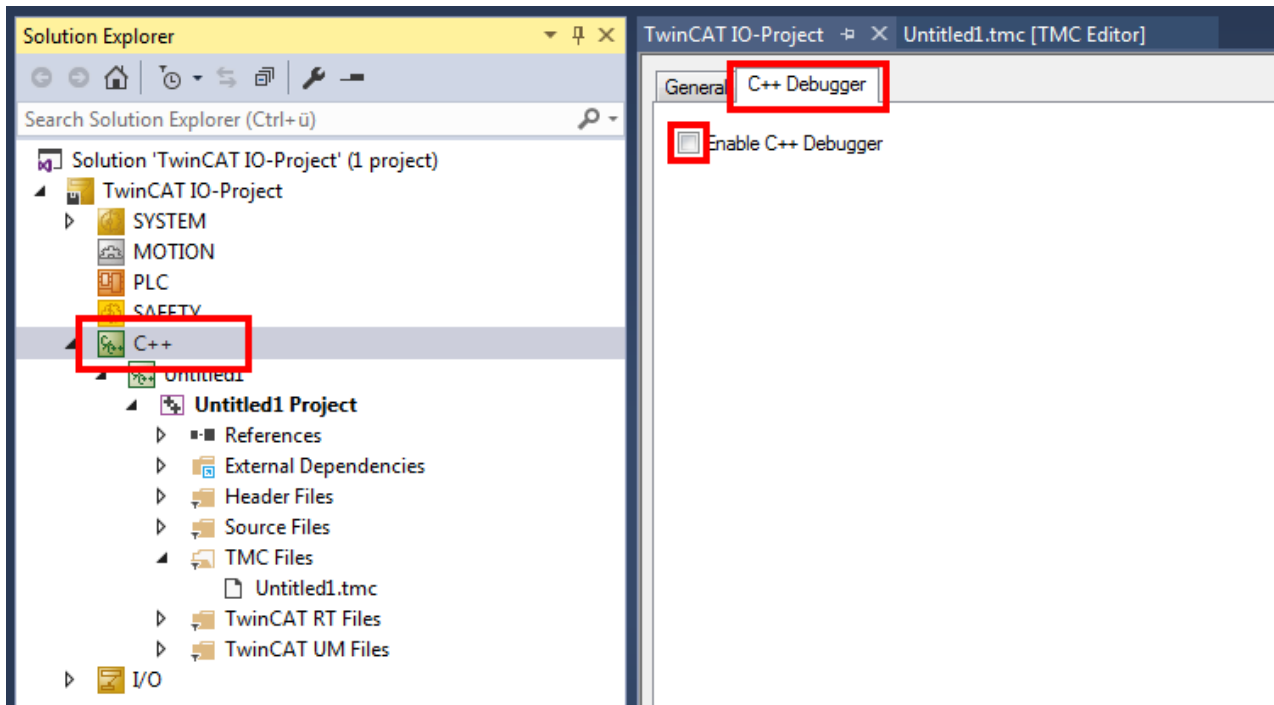 Solution Explorer
Search Solution Explorer (Ctrl+ü)
Solution 'TwinCAT IO-Project' (1 project)
TwinCAT IO-Project
SYSTEM
MOTION
PLC
SAFETY
C++
Untitled1
Untitled1 Project
References
External Dependencies
Header Files
Source Files
TMC Files
Untitled1.tmc
TwinCAT RT Files
TwinCAT UM Files
I/O
TwinCAT IO-Project Untitled1.tmc [TMC Editor]
General C++ Debugger
Enable C++ Debugger